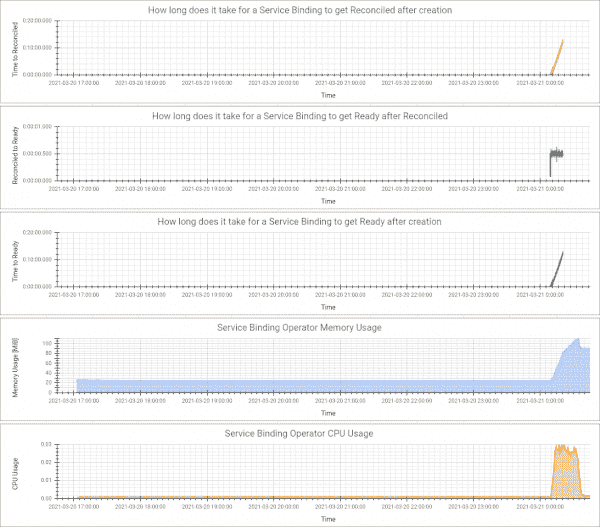 How long does it take for a Service Binding to get Reconciled after creation
Time to Reconciled
0:20:00.000
0:10:00.000
0:00:00.000
2021-03-20 17:00:00 2021-03-20 18:00:00 2021-03-20 19:00:00 2021-03-20 20:00:00 2021-03-20 21:00:00 2021-03-20 22:00:00 2021-03-20 23:00:00 2021-03-21 0:00:00
Time
How long does it take for a Service Binding to get Ready after Reconciled
Reconciled to Ready
0:00:01.000
0:00:00.500
0:00:00.000
2021-03-20 17:00:00 2021-03-20 18:00:00 2021-03-20 19:00:00 2021-03-20 20:00:00 2021-03-20 21:00:00 2021-03-20 22:00:00 2021-03-20 23:00:00 2021-03-21 0:00:00
Time
How long does it take for a Service Binding to get Ready after creation
Time to Ready
0:20:00.000
0:10:00.000
0:00:00.000
2021-03-20 17:00:00 2021-03-20 18:00:00 2021-03-20 19:00:00 2021-03-20 20:00:00 2021-03-20 21:00:00 2021-03-20 22:00:00 2021-03-20 23:00:00 2021-03-21 0:00:00
Time
Service Binding Operator Memory Usage
Memory Usage [MiB]
100
80
60
40
20
0
2021-03-20 17:00:00 2021-03-20 18:00:00 2021-03-20 19:00:00 2021-03-20 20:00:00 2021-03-20 21:00:00 2021-03-20 22:00:00 2021-03-20 23:00:00 2021-03-21 0:00:00
Time
Service Binding Operator CPU Usage
CPU Usage
0.03
0.02
0.01
0.00
2021-03-20 17:00:00 2021-03-20 18:00:00 2021-03-20 19:00:00 2021-03-20 20:00:00 2021-03-20 21:00:00 2021-03-20 22:00:00 2021-03-20 23:00:00 2021-03-21 0:00:00
Time